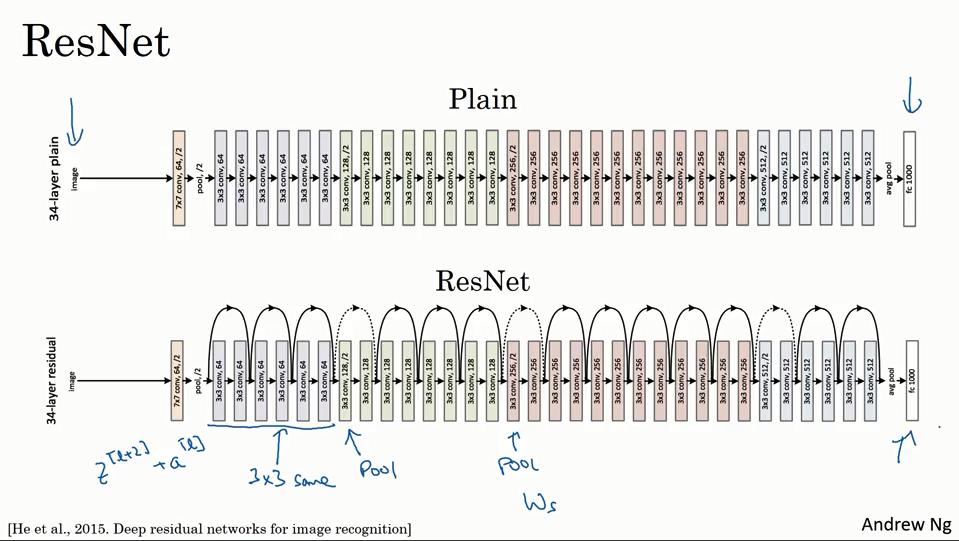 ResNet
Plain
34-layer plain
image
7x7 conv, 64, /2
pool, /2
3x3 conv, 64
3x3 conv, 64
3x3 conv, 64
3x3 conv, 64
3x3 conv, 64
3x3 conv, 64
3x3 conv, 128, /2
3x3 conv, 128
3x3 conv, 128
3x3 conv, 128
3x3 conv, 128
3x3 conv, 128
3x3 conv, 128
3x3 conv, 128
3x3 conv, 256, /2
3x3 conv, 256
3x3 conv, 256
3x3 conv, 256
3x3 conv, 256
3x3 conv, 256
3x3 conv, 256
3x3 conv, 256
3x3 conv, 256
3x3 conv, 256
3x3 conv, 256
3x3 conv, 256
3x3 conv, 512, /2
3x3 conv, 512
3x3 conv, 512
3x3 conv, 512
3x3 conv, 512
3x3 conv, 512
avg pool
fc 1000
ResNet
34-layer residual
image
7x7 conv, 64, /2
pool, /2
3x3 conv, 64
3x3 conv, 64
3x3 conv, 64
3x3 conv, 64
3x3 conv, 64
3x3 conv, 64
3x3 conv, 128, /2
3x3 conv, 128
3x3 conv, 128
3x3 conv, 128
3x3 conv, 128
3x3 conv, 128
3x3 conv, 128
3x3 conv, 128
3x3 conv, 256, /2
3x3 conv, 256
3x3 conv, 256
3x3 conv, 256
3x3 conv, 256
3x3 conv, 256
3x3 conv, 256
3x3 conv, 256
3x3 conv, 256
3x3 conv, 256
3x3 conv, 256
3x3 conv, 256
3x3 conv, 512, /2
3x3 conv, 512
3x3 conv, 512
3x3 conv, 512
3x3 conv, 512
3x3 conv, 512
avg pool
fc 1000
z[l+2] + a[l]
3x3 same
Pool
Pool
Ws
[He et al., 2015. Deep residual networks for image recognition]
Andrew Ng